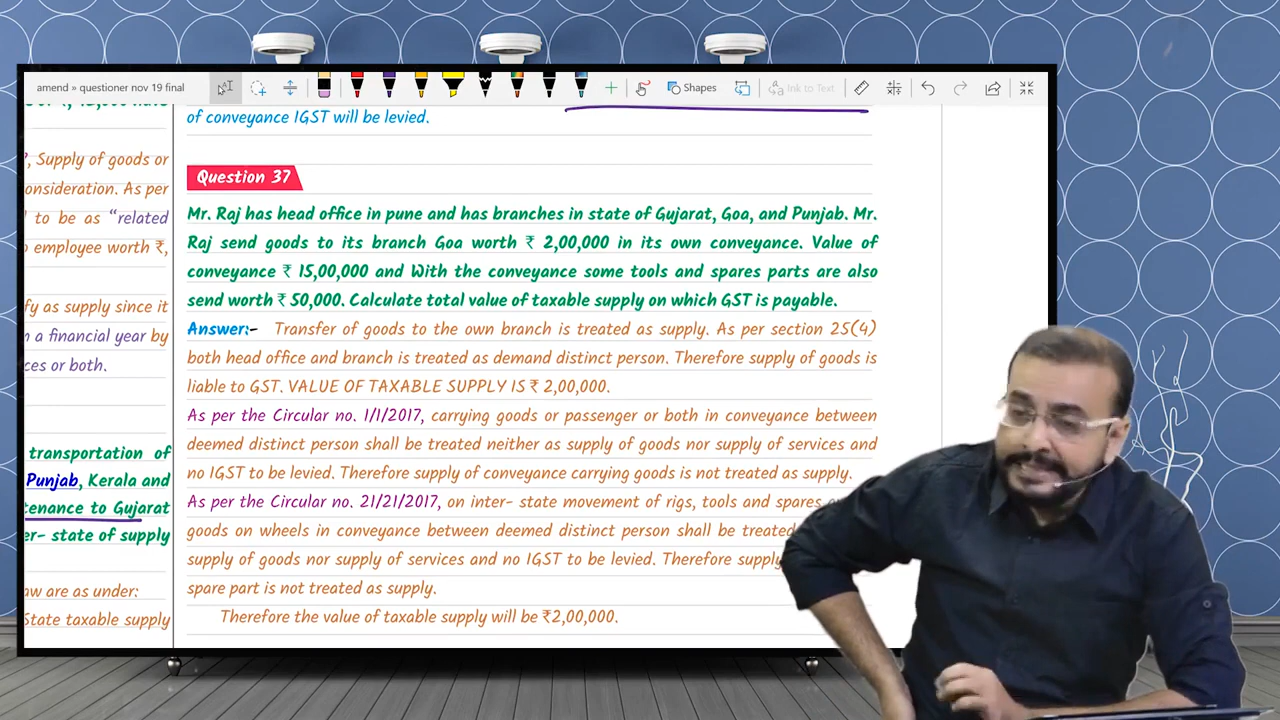 amend » questioner nov 19 final
Shapes
Ink to Text
of conveyance IGST will be levied.
, Supply of goods or
onsideration. As per
to be as “related
employee worth ₹,
fy as supply since it
a financial year by
ces or both.
transportation of
Punjab, Kerala and
tenance to Gujarat
er- state of supply
aw are as under:
State taxable supply
Question 37
Mr. Raj has head office in pune and has branches in state of Gujarat, Goa, and Punjab. Mr.
Raj send goods to its branch Goa worth ₹ 2,00,000 in its own conveyance. Value of
conveyance ₹ 15,00,000 and With the conveyance some tools and spares parts are also
send worth ₹ 50,000. Calculate total value of taxable supply on which GST is payable.
Answer:- Transfer of goods to the own branch is treated as supply. As per section 25(4)
both head office and branch is treated as demand distinct person. Therefore supply of goods is
liable to GST. VALUE OF TAXABLE SUPPLY IS ₹ 2,00,000.
As per the Circular no. 1/1/2017, carrying goods or passenger or both in conveyance between
deemed distinct person shall be treated neither as supply of goods nor supply of services and
no IGST to be levied. Therefore supply of conveyance carrying goods is not treated as supply.
As per the Circular no. 21/21/2017, on inter- state movement of rigs, tools and spares
goods on wheels in conveyance between deemed distinct person shall be treated
supply of goods nor supply of services and no IGST to be levied. Therefore supply
spare part is not treated as supply.
Therefore the value of taxable supply will be ₹2,00,000.